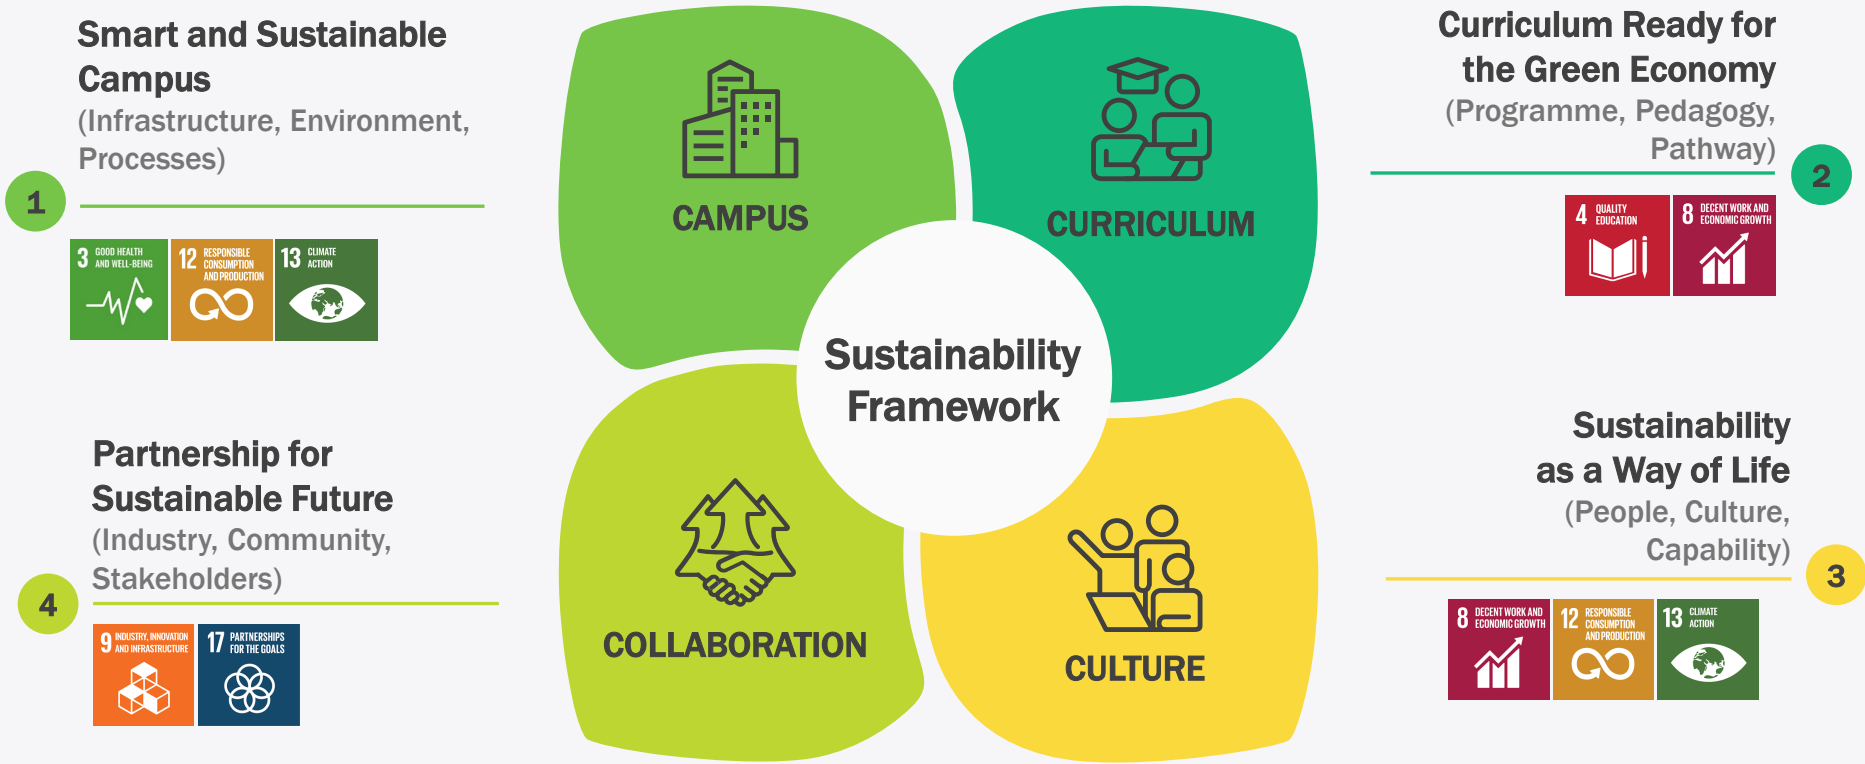 Smart and Sustainable
Campus
(Infrastructure, Environment,
Processes)
1
3 GOOD HEALTH
AND WELL-BEING
12 RESPONSIBLE
CONSUMPTION
AND PRODUCTION
13 CLIMATE
ACTION
CAMPUS
CURRICULUM
Curriculum Ready for
the Green Economy
(Programme, Pedagogy,
Pathway)
2
4 QUALITY
EDUCATION
8 DECENT WORK AND
ECONOMIC GROWTH
Sustainability
Framework
Partnership for
Sustainable Future
(Industry, Community,
Stakeholders)
4
9 INDUSTRY, INNOVATION
AND INFRASTRUCTURE
17 PARTNERSHIPS
FOR THE GOALS
COLLABORATION
CULTURE
Sustainability
as a Way of Life
(People, Culture,
Capability)
3
8 DECENT WORK AND
ECONOMIC GROWTH
12 RESPONSIBLE
CONSUMPTION
AND PRODUCTION
13 CLIMATE
ACTION